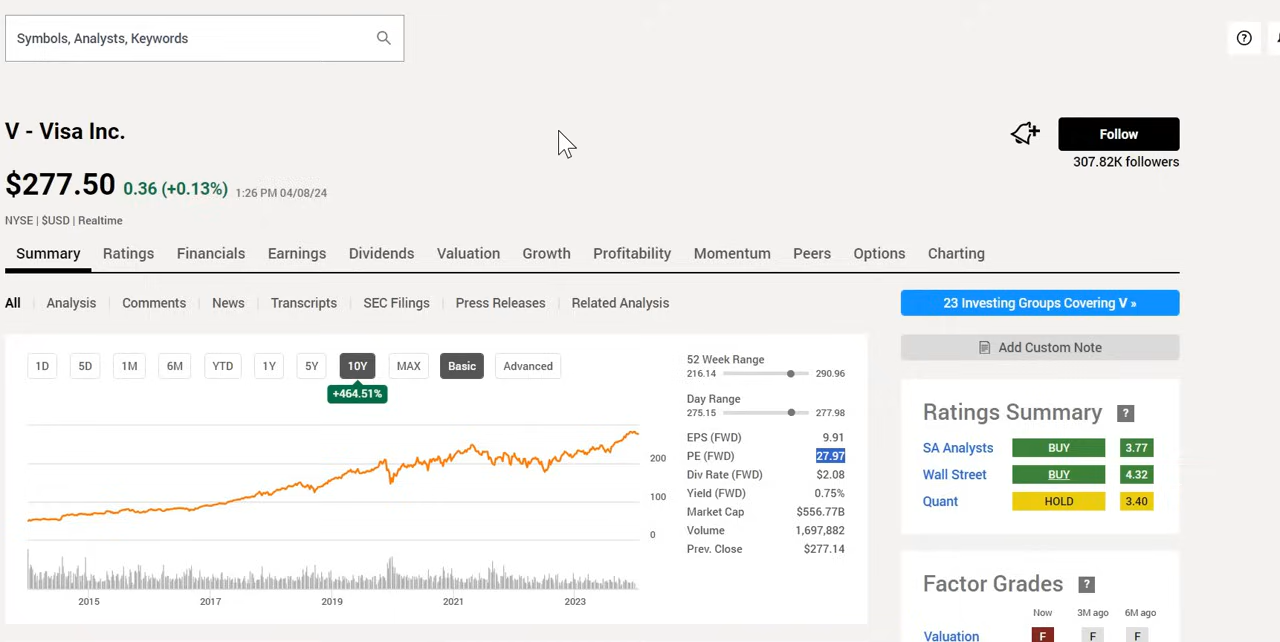 Symbols, Analysts, Keywords
V - Visa Inc.
$277.50 0.36 (+0.13%) 1:26 PM 04/08/24
NYSE | $USD | Realtime
Follow
307.82K followers
Summary Ratings Financials Earnings Dividends Valuation Growth Profitability Momentum Peers Options Charting
All Analysis Comments News Transcripts SEC Filings Press Releases Related Analysis
23 Investing Groups Covering V »
Add Custom Note
1D 5D 1M 6M YTD 1Y 5Y 10Y MAX Basic Advanced
+464.51%
200
100
0
2015 2017 2019 2021 2023
52 Week Range
216.14 290.96
Day Range
275.15 277.98
EPS (FWD) 9.91
PE (FWD) 27.97
Div Rate (FWD) $2.08
Yield (FWD) 0.75%
Market Cap $556.77B
Volume 1,697,882
Prev. Close $277.14
Ratings Summary ?
SA Analysts BUY 3.77
Wall Street BUY 4.32
Quant HOLD 3.40
Factor Grades ?
Now 3M ago 6M ago
Valuation F F F